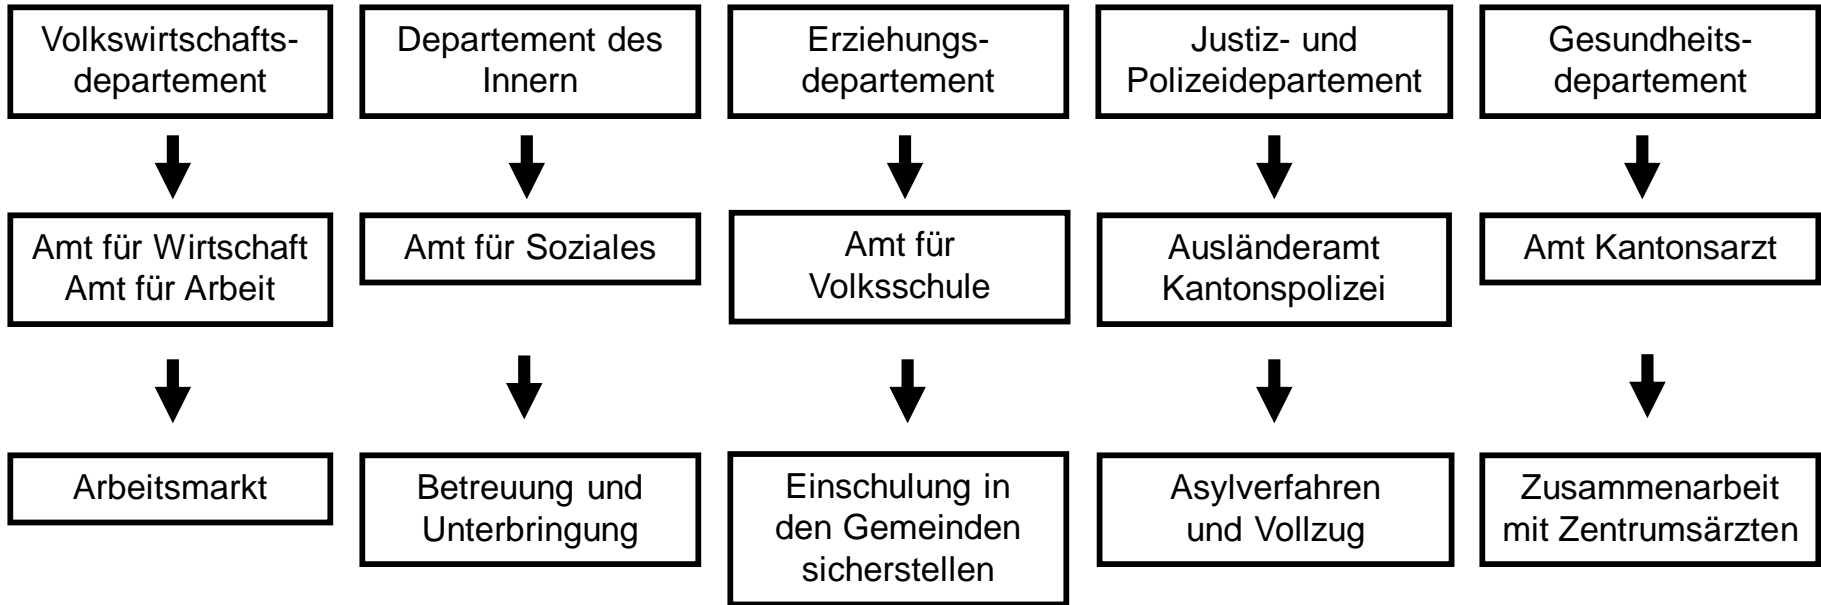 Volkswirtschafts-
departement
Departement des
Innern
Erziehungs-
departement
Justiz- und
Polizeidepartement
Gesundheits-
departement
Amt für Wirtschaft
Amt für Arbeit
Amt für Soziales
Amt für
Volksschule
Ausländeramt
Kantonspolizei
Amt Kantonsarzt
Arbeitsmarkt
Betreuung und
Unterbringung
Einschulung in
den Gemeinden
sicherstellen
Asylverfahren
und Vollzug
Zusammenarbeit
mit Zentrumsärzten